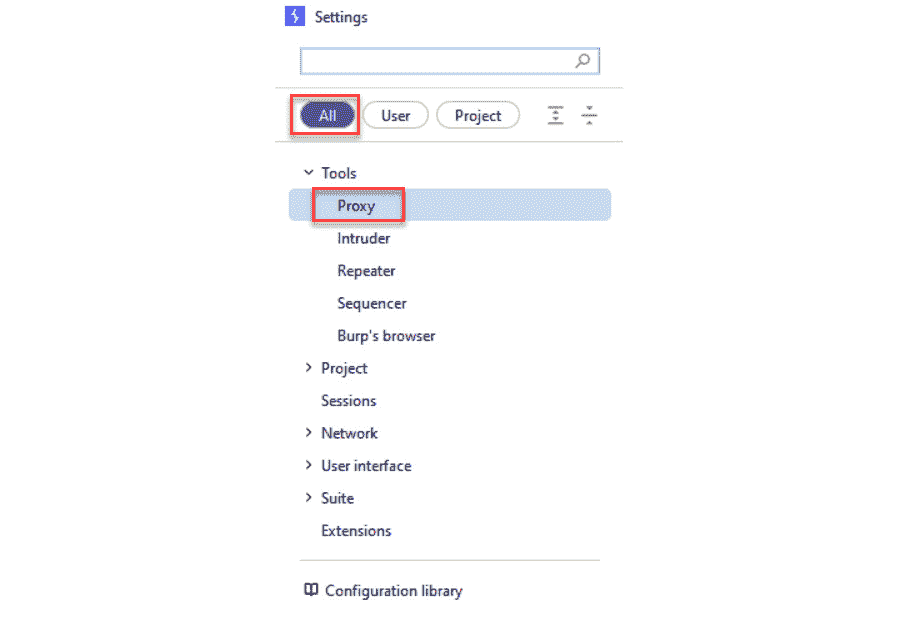 Settings
All User Project
Tools
Proxy
Intruder
Repeater
Sequencer
Burp's browser
Project
Sessions
Network
User interface
Suite
Extensions
Configuration library